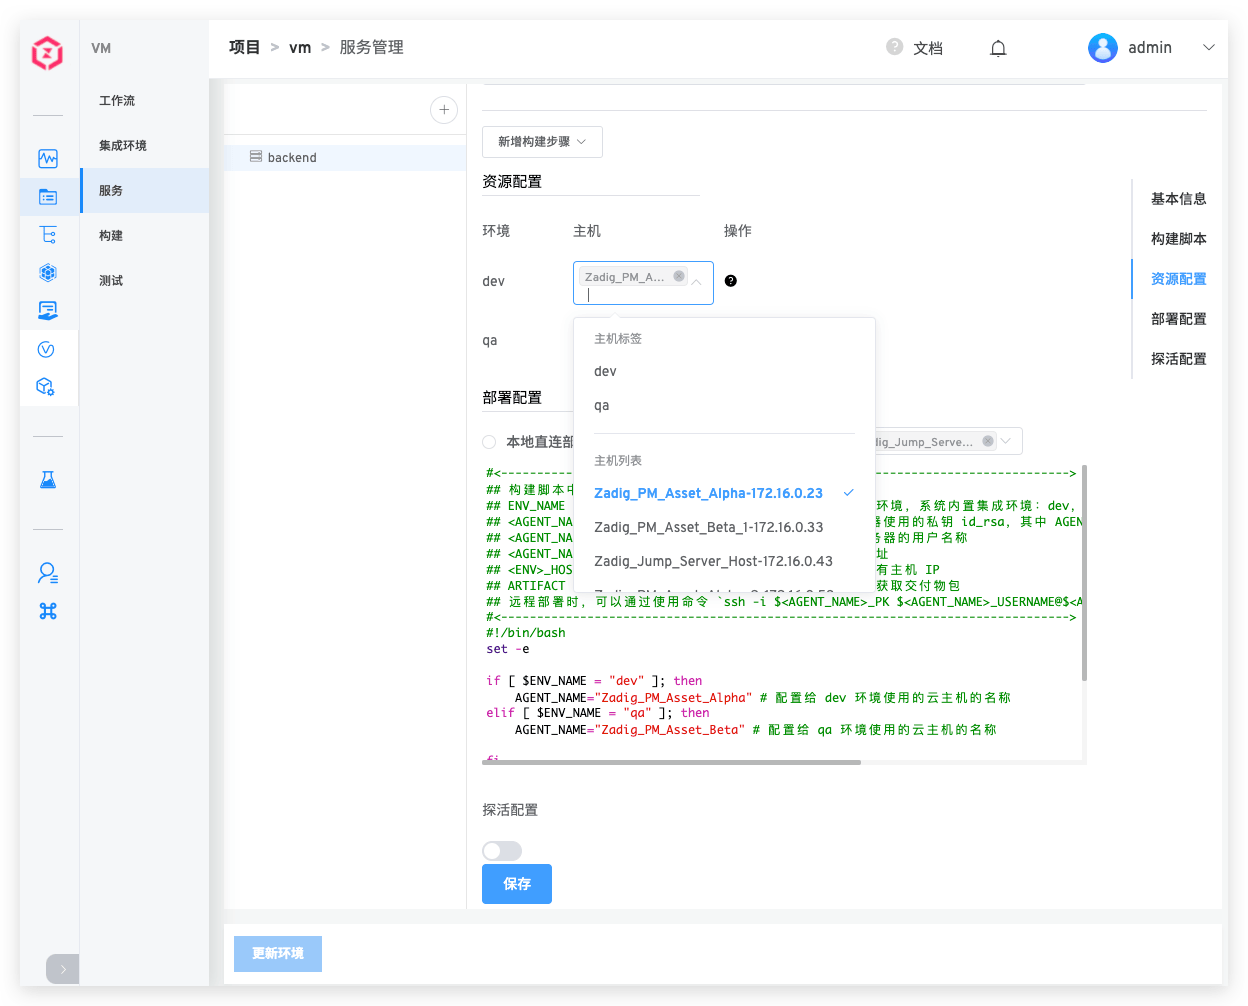 VM
项目 > vm > 服务管理
? 文档
admin
工作流
集成环境
服务
构建
测试
backend
新增构建步骤
资源配置
环境 主机 操作
dev Zadig_PM_A...
qa
主机标签
dev
qa
主机列表
Zadig_PM_Asset_Alpha-172.16.0.23
Zadig_PM_Asset_Beta_1-172.16.0.33
Zadig_Jump_Server_Host-172.16.0.43
基本信息
构建脚本
资源配置
部署配置
探活配置
部署配置
本地直连部 dig_Jump_Serve...
#<---------- ---------->
## 构建脚本中
## ENV_NAME 环境, 系统内置集成环境: dev,
## <AGENT_NA 器使用的私钥 id_rsa, 其中 AGEN
## <AGENT_NA 务器的用户名称
## <AGENT_NA 址
## <ENV>_HOS 有主机 IP
## ARTIFACT 获取交付物包
## 远程部署时, 可以通过使用命令 `ssh -i $<AGENT_NAME>_PK $<AGENT_NAME>_USERNAME@$<A
#<-------------------->
#!/bin/bash
set -e
if [ $ENV_NAME = "dev" ]; then
AGENT_NAME="Zadig_PM_Asset_Alpha" # 配置给 dev 环境使用的云主机的名称
elif [ $ENV_NAME = "qa" ]; then
AGENT_NAME="Zadig_PM_Asset_Beta" # 配置给 qa 环境使用的云主机的名称
fi
探活配置
保存
更新环境